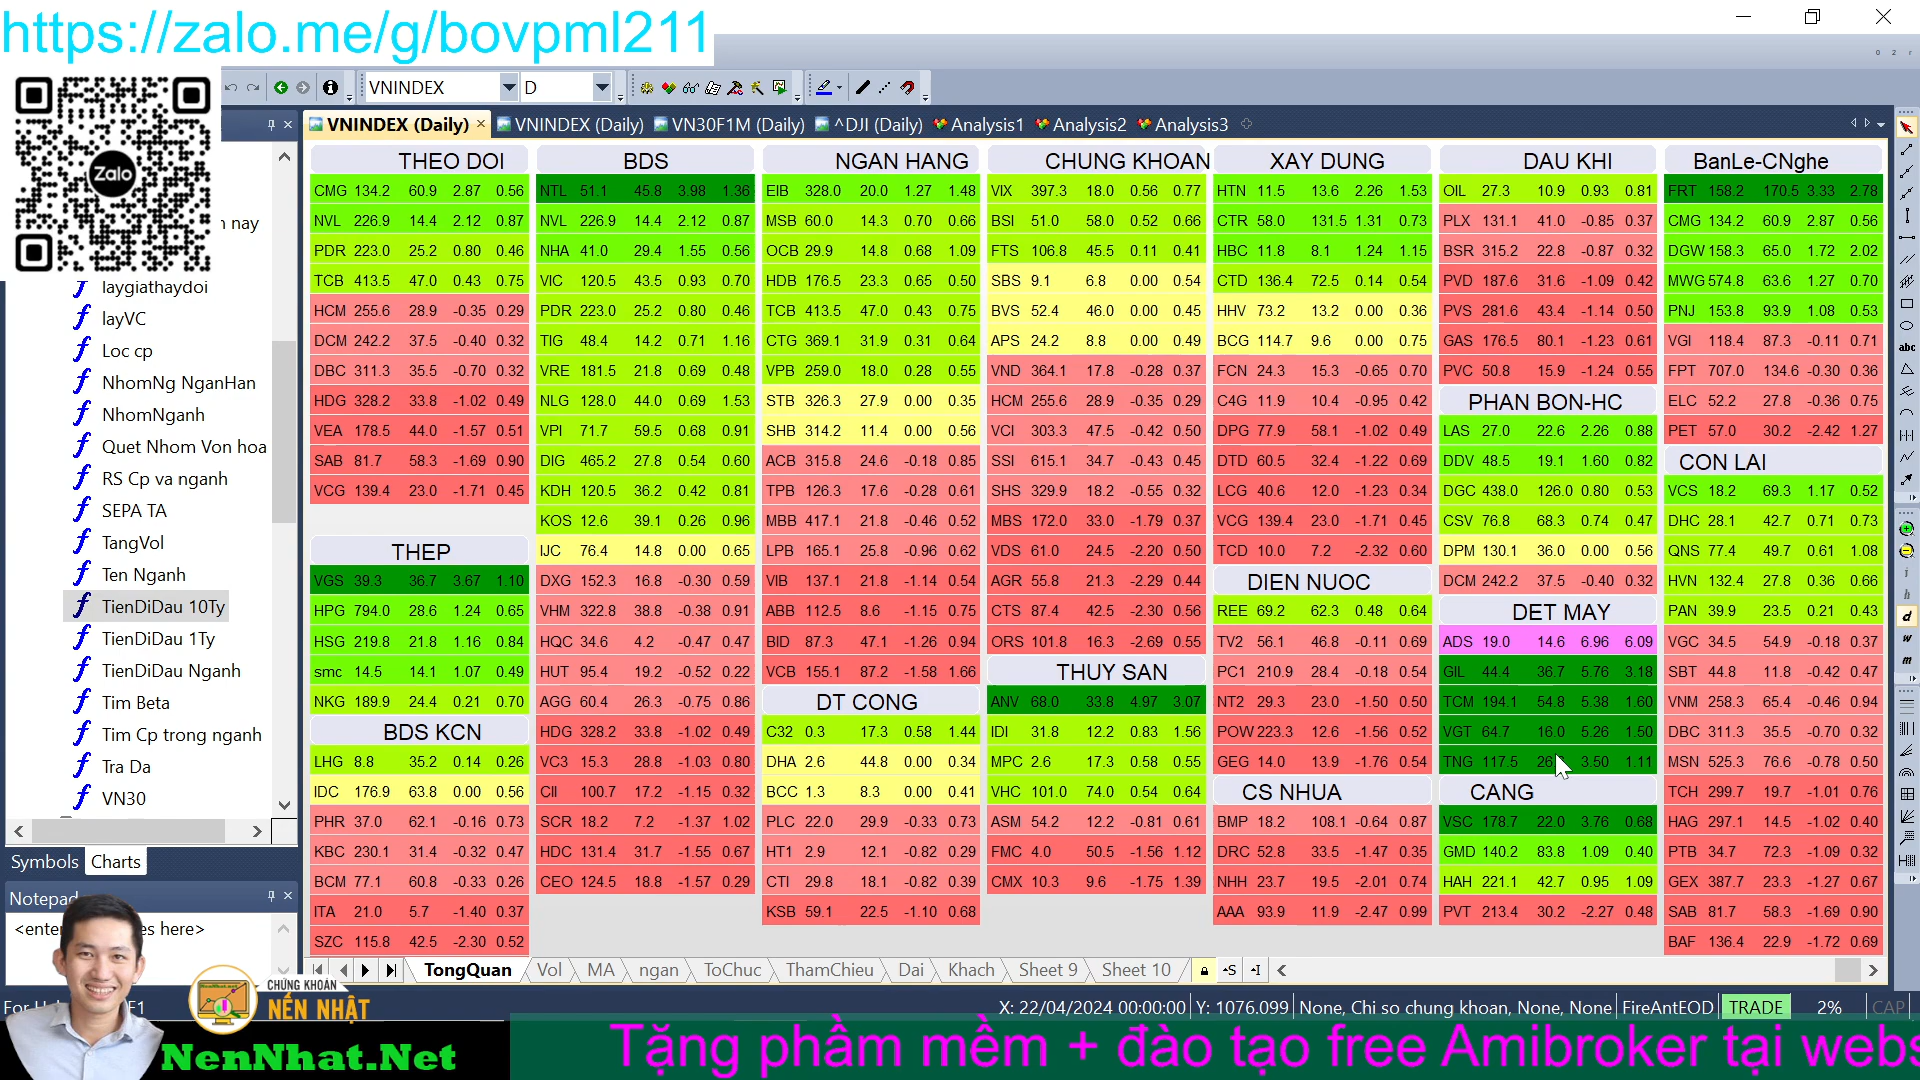 https://zalo.me/g/bovpml211
Zalo
VNINDEX D
VNINDEX (Daily) VNINDEX (Daily) VN30F1M (Daily) ^DJI (Daily) Analysis1 Analysis2 Analysis3
n nay
laygiathaydoi
layVC
Loc cp
NhomNg NganHan
NhomNganh
Quet Nhom Von hoa
RS Cp va nganh
SEPA TA
TangVol
Ten Nganh
TienDiDau 10Ty
TienDiDau 1Ty
TienDiDau Nganh
Tim Beta
Tim Cp trong nganh
Tra Da
VN30
Symbols Charts
Notepad
THEO DOI
CMG 134.2 60.9 2.87 0.56
NVL 226.9 14.4 2.12 0.87
PDR 223.0 25.2 0.80 0.46
TCB 413.5 47.0 0.43 0.75
HCM 255.6 28.9 -0.35 0.29
DCM 242.2 37.5 -0.40 0.32
DBC 311.3 35.5 -0.70 0.32
HDG 328.2 33.8 -1.02 0.49
VEA 178.5 44.0 -1.57 0.51
SAB 81.7 58.3 -1.69 0.90
VCG 139.4 23.0 -1.71 0.45
THEP
VGS 39.3 36.7 3.67 1.10
HPG 794.0 28.6 1.24 0.65
HSG 219.8 21.8 1.16 0.84
smc 14.5 14.1 1.07 0.49
NKG 189.9 24.4 0.21 0.70
BDS KCN
LHG 8.8 35.2 0.14 0.26
IDC 176.9 63.8 0.00 0.56
PHR 37.0 62.1 -0.16 0.73
KBC 230.1 31.4 -0.32 0.47
BCM 77.1 60.8 -0.33 0.26
ITA 21.0 5.7 -1.40 0.37
SZC 115.8 42.5 -2.30 0.52
BDS
NTL 51.1 45.8 3.98 1.36
NVL 226.9 14.4 2.12 0.87
NHA 41.0 29.4 1.55 0.56
VIC 120.5 43.5 0.93 0.70
PDR 223.0 25.2 0.80 0.46
TIG 48.4 14.2 0.71 1.16
VRE 181.5 21.8 0.69 0.48
NLG 128.0 44.0 0.69 1.53
VPI 71.7 59.5 0.68 0.91
DIG 465.2 27.8 0.54 0.60
KDH 120.5 36.2 0.42 0.81
KOS 12.6 39.1 0.26 0.96
IJC 76.4 14.8 0.00 0.65
DXG 152.3 16.8 -0.30 0.59
VHM 322.8 38.8 -0.38 0.91
HQC 34.6 4.2 -0.47 0.47
HUT 95.4 19.2 -0.52 0.22
AGG 60.4 26.3 -0.75 0.86
HDG 328.2 33.8 -1.02 0.49
VC3 15.3 28.8 -1.03 0.80
CII 100.7 17.2 -1.15 0.32
SCR 18.2 7.2 -1.37 1.02
HDC 131.4 31.7 -1.55 0.67
CEO 124.5 18.8 -1.57 0.29
NGAN HANG
EIB 328.0 20.0 1.27 1.48
MSB 60.0 14.3 0.70 0.66
OCB 29.9 14.8 0.68 1.09
HDB 176.5 23.3 0.65 0.50
TCB 413.5 47.0 0.43 0.75
CTG 369.1 31.9 0.31 0.64
VPB 259.0 18.0 0.28 0.55
STB 326.3 27.9 0.00 0.35
SHB 314.2 11.4 0.00 0.56
ACB 315.8 24.6 -0.18 0.85
TPB 126.3 17.6 -0.28 0.61
MBB 417.1 21.8 -0.46 0.52
LPB 165.1 25.8 -0.96 0.62
VIB 137.1 21.8 -1.14 0.54
ABB 112.5 8.6 -1.15 0.75
BID 87.3 47.1 -1.26 0.94
VCB 155.1 87.2 -1.58 1.66
DT CONG
C32 0.3 17.3 0.58 1.44
DHA 2.6 44.8 0.00 0.34
BCC 1.3 8.3 0.00 0.41
PLC 22.0 29.9 -0.33 0.73
HT1 2.9 12.1 -0.82 0.29
CTI 29.8 18.1 -0.82 0.39
KSB 59.1 22.5 -1.10 0.68
CHUNG KHOAN
VIX 397.3 18.0 0.56 0.77
BSI 51.0 58.0 0.52 0.66
FTS 106.8 45.5 0.11 0.41
SBS 9.1 6.8 0.00 0.54
BVS 52.4 46.0 0.00 0.45
APS 24.2 8.8 0.00 0.49
VND 364.1 17.8 -0.28 0.37
HCM 255.6 28.9 -0.35 0.29
VCI 303.3 47.5 -0.42 0.50
SSI 615.1 34.7 -0.43 0.45
SHS 329.9 18.2 -0.55 0.32
MBS 172.0 33.0 -1.79 0.37
VDS 61.0 24.5 -2.20 0.50
AGR 55.8 21.3 -2.29 0.44
CTS 87.4 42.5 -2.30 0.56
ORS 101.8 16.3 -2.69 0.55
THUY SAN
ANV 68.0 33.8 4.97 3.07
IDI 31.8 12.2 0.83 1.56
MPC 2.6 17.3 0.58 0.55
VHC 101.0 74.0 0.54 0.64
ASM 54.2 12.2 -0.81 0.61
FMC 4.0 50.5 -1.56 1.12
CMX 10.3 9.6 -1.75 1.39
XAY DUNG
HTN 11.5 13.6 2.26 1.53
CTR 58.0 131.5 1.31 0.73
HBC 11.8 8.1 1.24 1.15
CTD 136.4 72.5 0.14 0.54
HHV 73.2 13.2 0.00 0.36
BCG 114.7 9.6 0.00 0.75
FCN 24.3 15.3 -0.65 0.70
C4G 11.9 10.4 -0.95 0.42
DPG 77.9 58.1 -1.02 0.49
DTD 60.5 32.4 -1.22 0.69
LCG 40.6 12.0 -1.23 0.34
VCG 139.4 23.0 -1.71 0.45
TCD 10.0 7.2 -2.32 0.60
DIEN NUOC
REE 69.2 62.3 0.48 0.64
TV2 56.1 46.8 -0.11 0.69
PC1 210.9 28.4 -0.18 0.54
NT2 29.3 23.0 -1.50 0.50
POW 223.3 12.6 -1.56 0.52
GEG 14.0 13.9 -1.76 0.54
CS NHUA
BMP 18.2 108.1 -0.64 0.87
DRC 52.8 33.5 -1.47 0.35
NHH 23.7 19.5 -2.01 0.74
AAA 93.9 11.9 -2.47 0.99
DAU KHI
OIL 27.3 10.9 0.93 0.81
PLX 131.1 41.0 -0.85 0.37
BSR 315.2 22.8 -0.87 0.32
PVD 187.6 31.6 -1.09 0.42
PVS 281.6 43.4 -1.14 0.50
GAS 176.5 80.1 -1.23 0.61
PVC 50.8 15.9 -1.24 0.55
PHAN BON-HC
LAS 27.0 22.6 2.26 0.88
DDV 48.5 19.1 1.60 0.82
DGC 438.0 126.0 0.80 0.53
CSV 76.8 68.3 0.74 0.47
DPM 130.1 36.0 0.00 0.56
DCM 242.2 37.5 -0.40 0.32
DET MAY
ADS 19.0 14.6 6.96 6.09
GIL 44.4 36.7 5.76 3.18
TCM 194.1 54.8 5.38 1.60
VGT 64.7 16.0 5.26 1.50
TNG 117.5 3.50 1.11
CANG
VSC 178.7 22.0 3.76 0.68
GMD 140.2 83.8 1.09 0.40
HAH 221.1 42.7 0.95 1.09
PVT 213.4 30.2 -2.27 0.48
BanLe-CNghe
FRT 158.2 170.5 3.33 2.78
CMG 134.2 60.9 2.87 0.56
DGW 158.3 65.0 1.72 2.02
MWG 574.8 63.6 1.27 0.70
PNJ 153.8 93.9 1.08 0.53
VGI 118.4 87.3 -0.11 0.71
FPT 707.0 134.6 -0.30 0.36
ELC 52.2 27.8 -0.36 0.75
PET 57.0 30.2 -2.42 1.27
CON LAI
VCS 18.2 69.3 1.17 0.52
DHC 28.1 42.7 0.71 0.73
QNS 77.4 49.7 0.61 1.08
HVN 132.4 27.8 0.36 0.66
PAN 39.9 23.5 0.21 0.43
VGC 34.5 54.9 -0.18 0.37
SBT 44.8 11.8 -0.42 0.47
VNM 258.3 65.4 -0.46 0.94
DBC 311.3 35.5 -0.70 0.32
MSN 525.3 76.6 -0.78 0.50
TCH 299.7 19.7 -1.01 0.76
HAG 297.1 14.5 -1.02 0.40
PTB 34.7 72.3 -1.09 0.32
GEX 387.7 23.3 -1.27 0.67
SAB 81.7 58.3 -1.69 0.90
BAF 136.4 22.9 -1.72 0.69
abc
TongQuan Vol MA ngan ToChuc ThamChieu Dai Khach Sheet 9 Sheet 10
X: 22/04/2024 00:00:00 Y: 1076.099 None, Chi so chung khoan, None, None FireAntEOD TRADE 2% CAP
CHỨNG KHOÁN
NẾN NHẬT
NenNhat.Net
Tặng phầm mềm + đào tạo free Amibroker tại webs